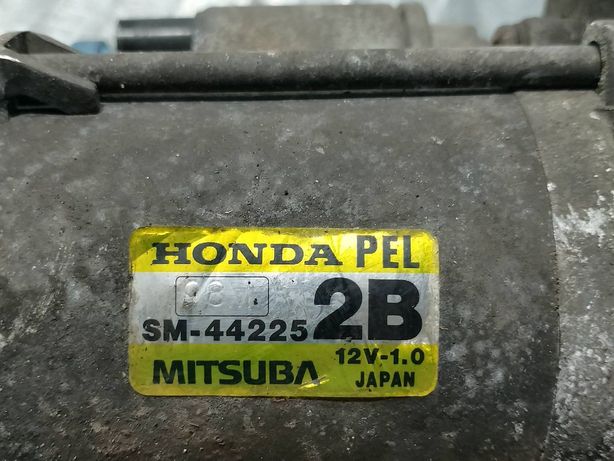 HONDA PEL
SM-44225 2B
12V-1.0
MITSUBA JAPAN